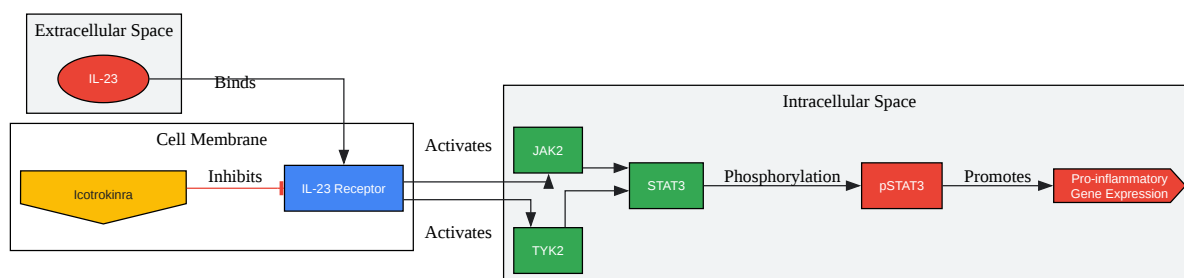 Extracellular Space
IL-23
Binds
Cell Membrane
Icotrokinra
Inhibits
IL-23 Receptor
Activates
Activates
Intracellular Space
JAK2
TYK2
STAT3
Phosphorylation
pSTAT3
Promotes
Pro-inflammatory
Gene Expression